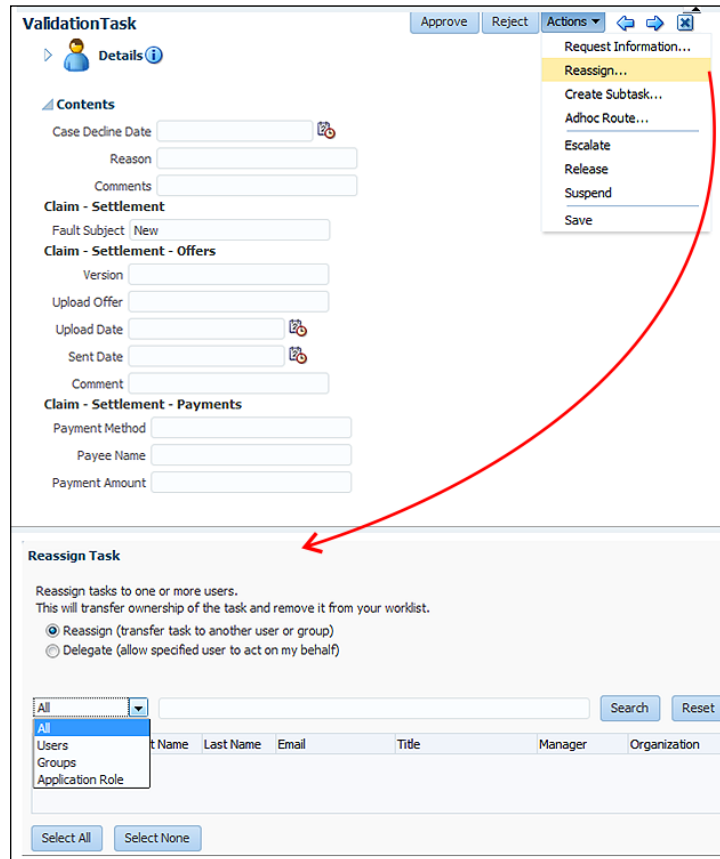 ValidationTask
Approve Reject Actions
Details
Request Information...
Reassign...
Create Subtask...
Adhoc Route...
Escalate
Release
Suspend
Save
Contents
Case Decline Date
Reason
Comments
Claim - Settlement
Fault Subject New
Claim - Settlement - Offers
Version
Upload Offer
Upload Date
Sent Date
Comment
Claim - Settlement - Payments
Payment Method
Payee Name
Payment Amount
Reassign Task
Reassign tasks to one or more users.
This will transfer ownership of the task and remove it from your worklist.
Reassign (transfer task to another user or group)
Delegate (allow specified user to act on my behalf)
All Search Reset
All
Users
Groups
Application Role
t Name Last Name Email Title Manager Organization
Select All Select None